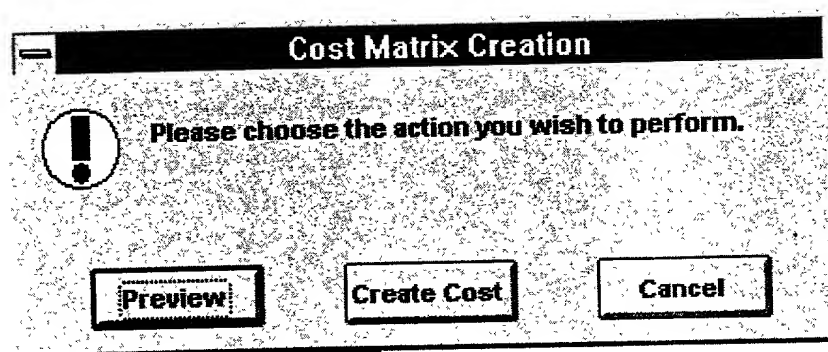 Cost Matrix Creation
Please choose the action you wish to perform.
Preview
Create Cost
Cancel